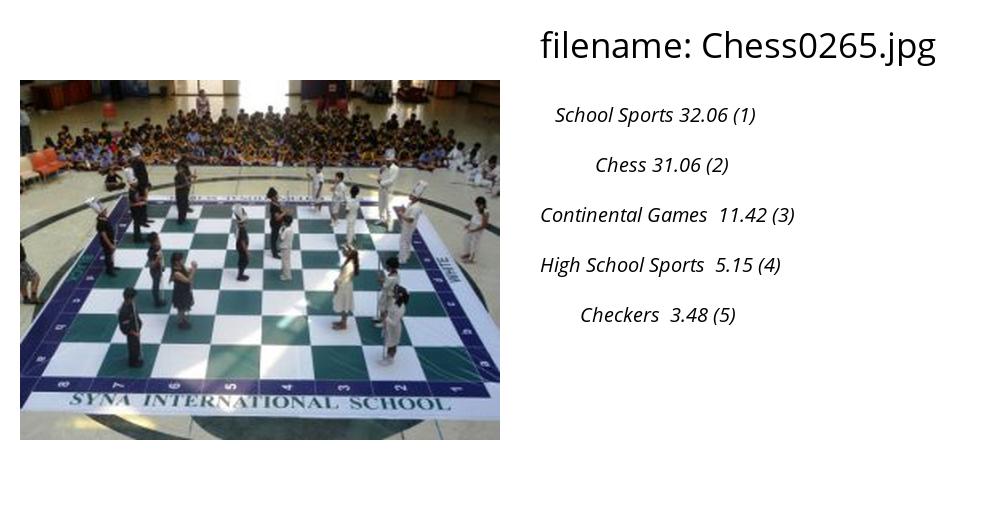 filename: Chess0265.jpg
School Sports 32.06 (1)
Chess 31.06 (2)
Continental Games 11.42 (3)
High School Sports 5.15 (4)
Checkers 3.48 (5)
WHITE
8 7 6 5 4 3 2 1
SYNA INTERNATIONAL SCHOOL